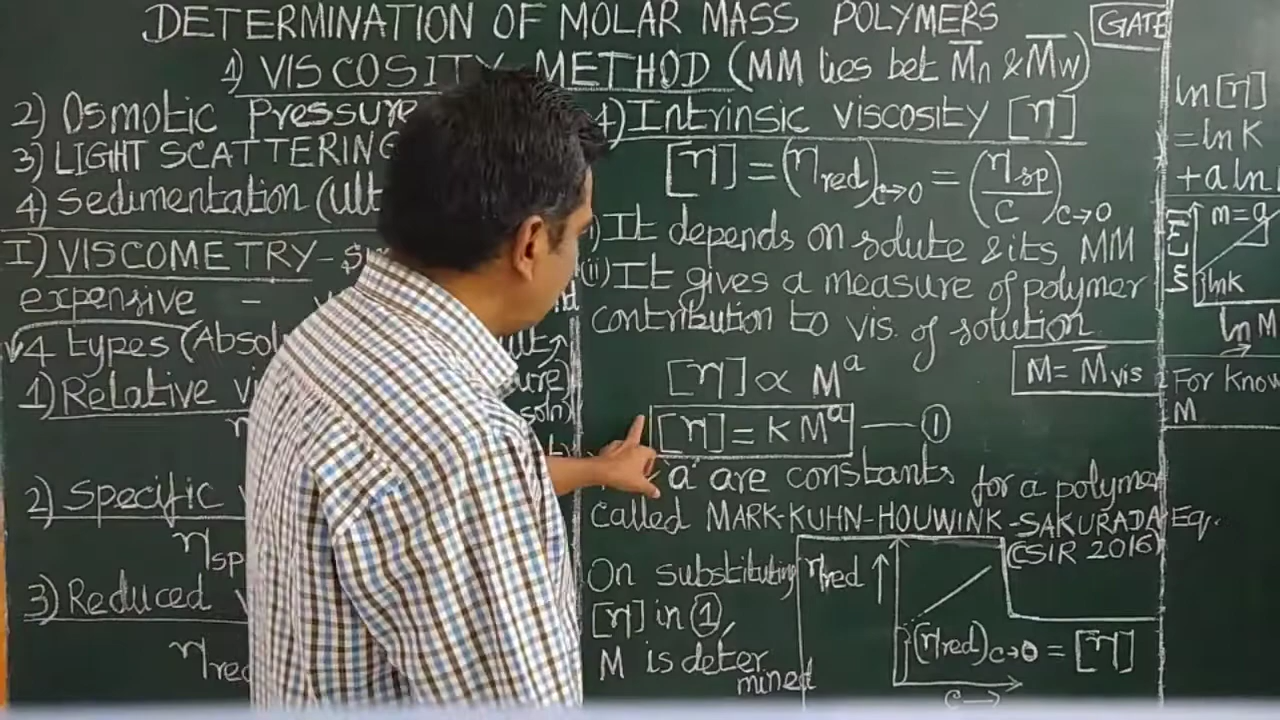 DETERMINATION OF MOLAR MASS POLYMERS
GATE
1) VISCOSITY METHOD (MM lies bet M̅n & M̅w)
2) Osmotic Pressure
3) LIGHT SCATTERING
4) Sedimentation (Ult
I) VISCOMETRY -
expensive -
4 types (Absol
1) Relative vi
2) Specific
ηsp
3) Reduced
ηred
4) Intrinsic viscosity [η]
[η] = (ηred)c→0 = (ηsp/c)c→0
i) It depends on solute & its MM
(ii) It gives a measure of polymer
contribution to vis. of solution
[η] ∝ M^a
M = M̅vis
[η] = K M^a —— ①
'a' are constants for a polymer
called MARK-KUHN-HOUWINK-SAKURADA Eq.
(CSIR 2016)
On substituting
[η] in ①,
M is deter
mined
ηred ↑
(ηred)c→0 = [η]
c →
ln[η]
= ln K
+ a ln
m = a
ln[η]
lnk
ln M
For know
M